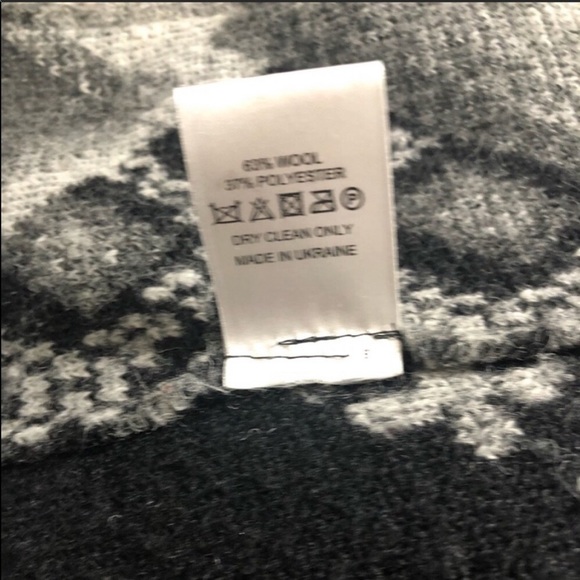 63% WOOL
37% POLYESTER
DRY CLEAN ONLY
MADE IN UKRAINE